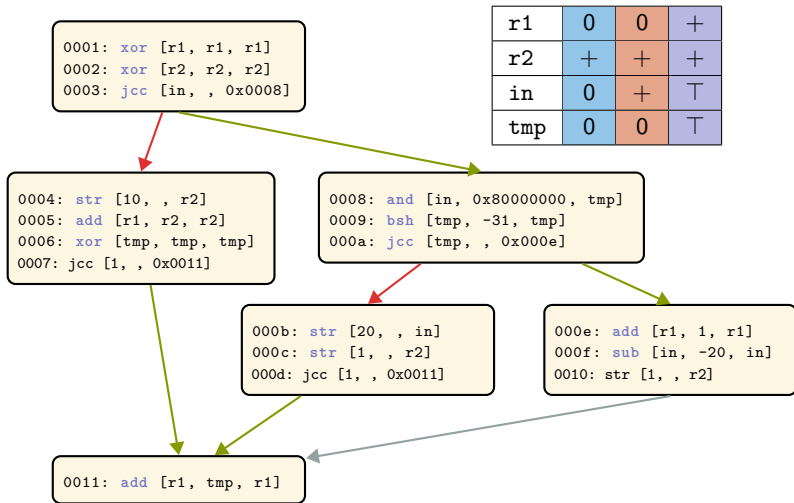 0001: xor [r1, r1, r1]
0002: xor [r2, r2, r2]
0003: jcc [in, , 0x0008]
r1 0 0 +
r2 + + +
in 0 + ⊤
tmp 0 0 ⊤
0004: str [10, , r2]
0005: add [r1, r2, r2]
0006: xor [tmp, tmp, tmp]
0007: jcc [1, , 0x0011]
0008: and [in, 0x80000000, tmp]
0009: bsh [tmp, -31, tmp]
000a: jcc [tmp, , 0x000e]
000b: str [20, , in]
000c: str [1, , r2]
000d: jcc [1, , 0x0011]
000e: add [r1, 1, r1]
000f: sub [in, -20, in]
0010: str [1, , r2]
0011: add [r1, tmp, r1]